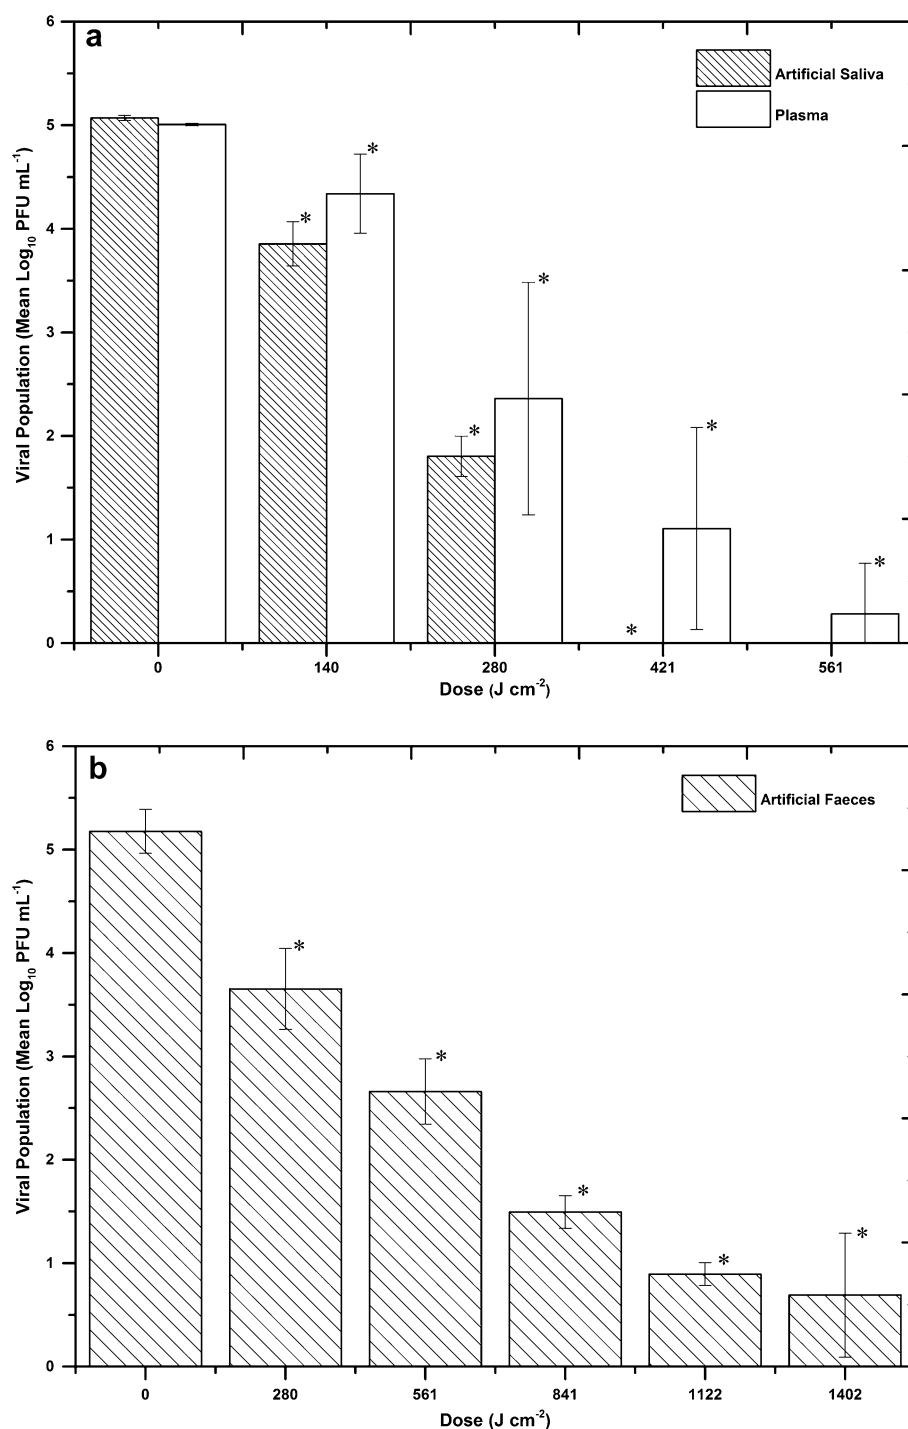 a
Artificial Saliva
Plasma
Viral Population (Mean Log₁₀ PFU mL⁻¹)
6
5
4
3
2
1
0
*
*
*
*
*
*
*
0 140 280 421 561
Dose (J cm⁻²)
b
Artificial Faeces
Viral Population (Mean Log₁₀ PFU mL⁻¹)
6
5
4
3
2
1
0
*
*
*
*
*
0 280 561 841 1122 1402
Dose (J cm⁻²)